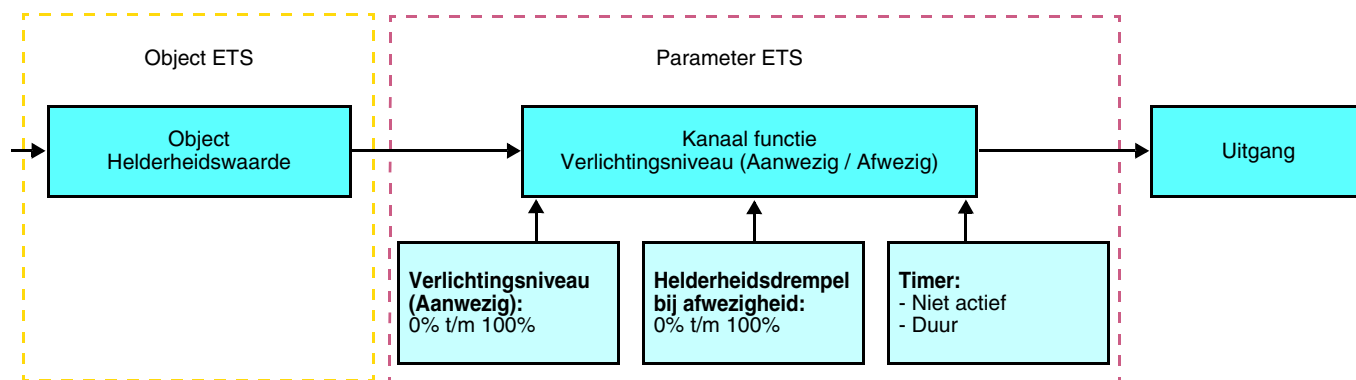 Object ETS
Parameter ETS
Object
Helderheidswaarde
Kanaal functie
Verlichtingsniveau (Aanwezig / Afwezig)
Uitgang
Verlichtingsniveau
(Aanwezig):
0% t/m 100%
Helderheidsdrempel
bij afwezigheid:
0% t/m 100%
Timer:
- Niet actief
- Duur